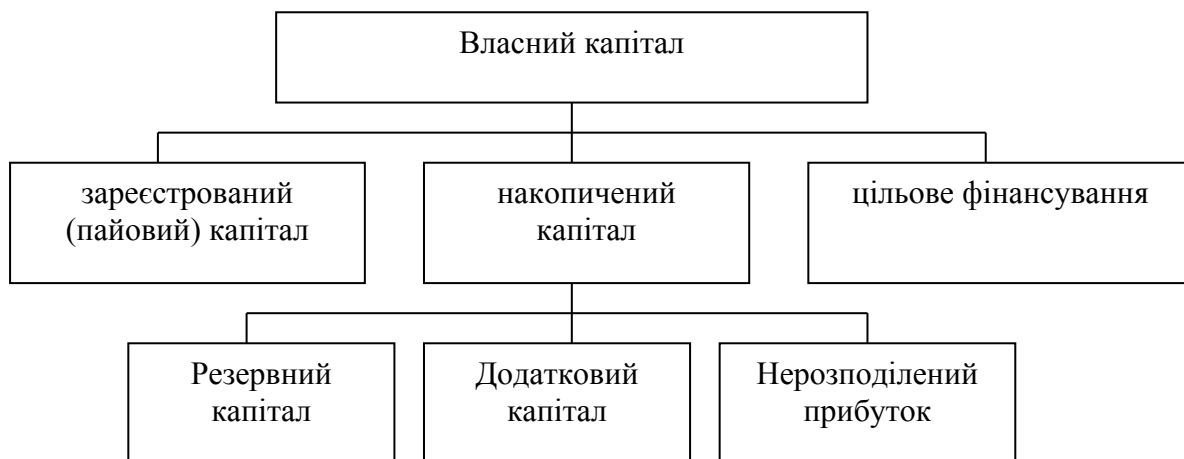 Власний капітал
зареєстрований
(пайовий) капітал
накопичений
капітал
цільове фінансування
Резервний
капітал
Додатковий
капітал
Нерозподілений
прибуток